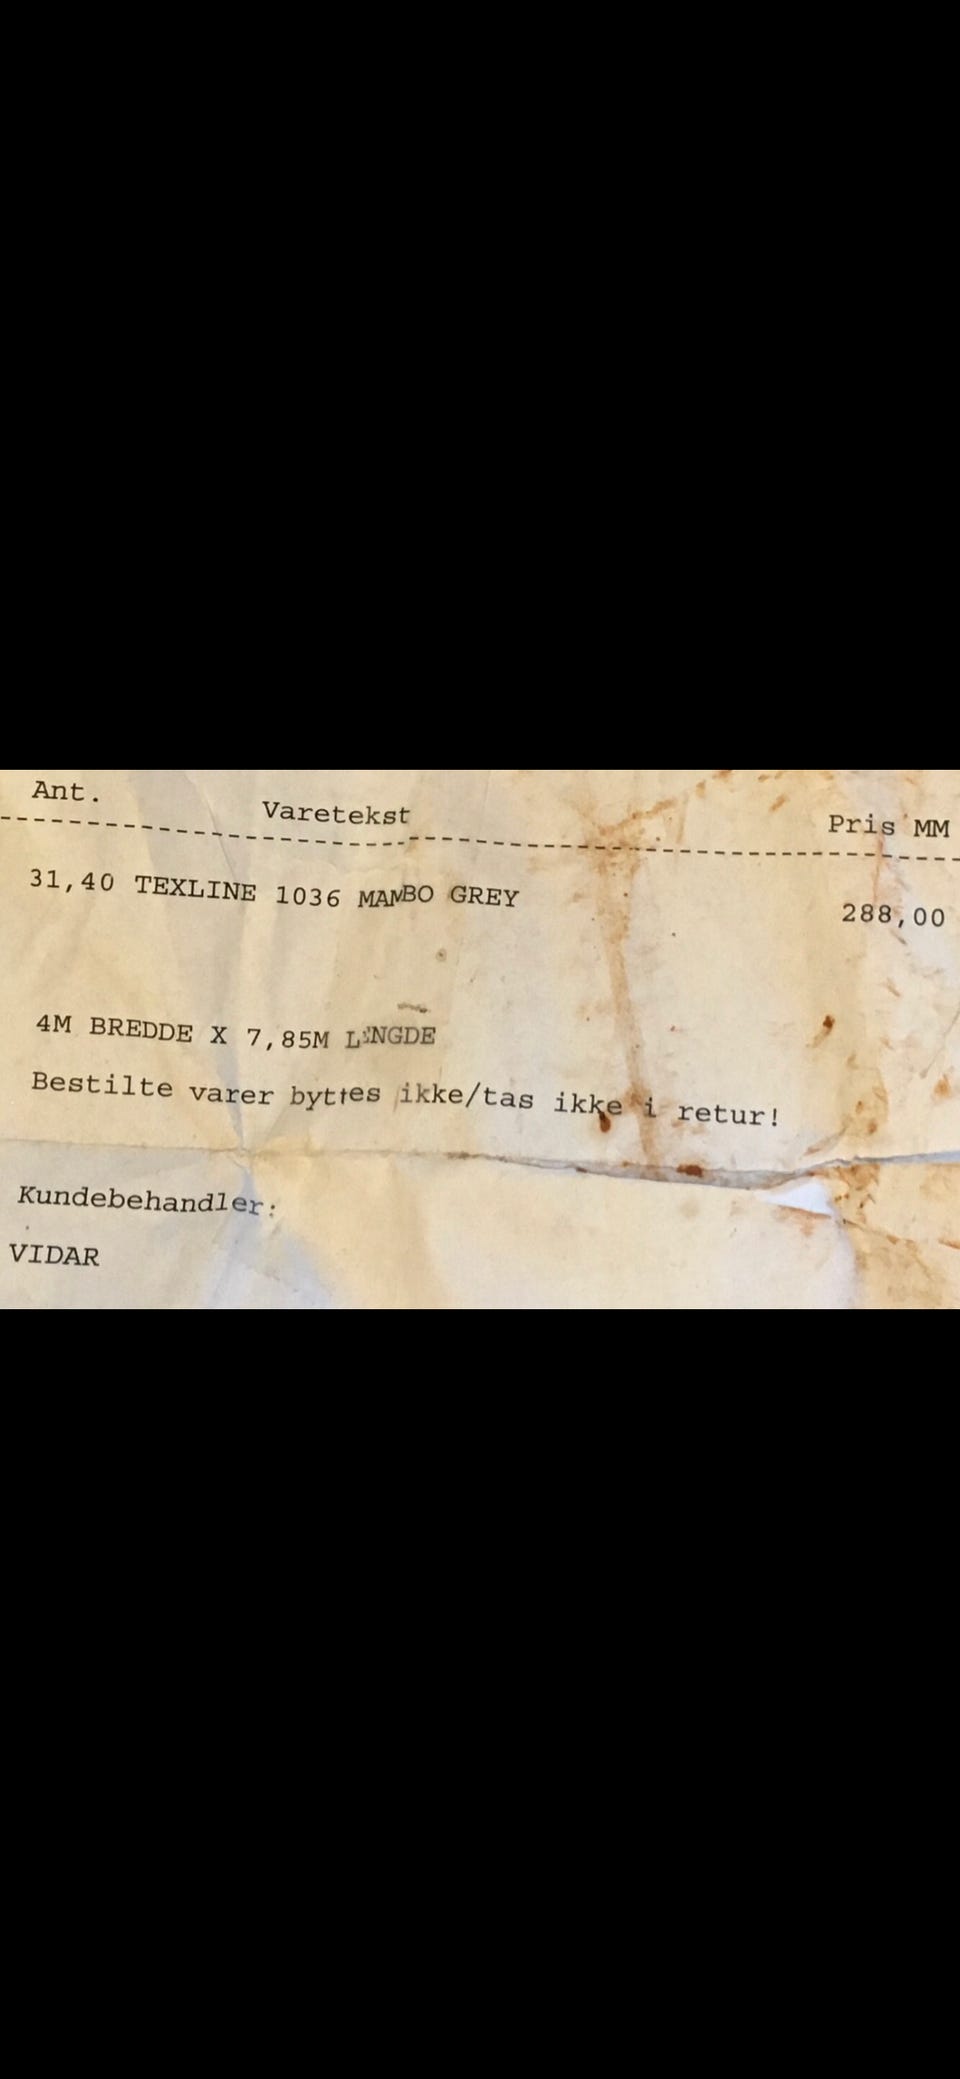 Ant. Varetekst Pris MM
31,40 TEXLINE 1036 MAMBO GREY 288,00
4M BREDDE X 7,85M LENGDE
Bestilte varer byttes ikke/tas ikke i retur!
Kundebehandler:
VIDAR